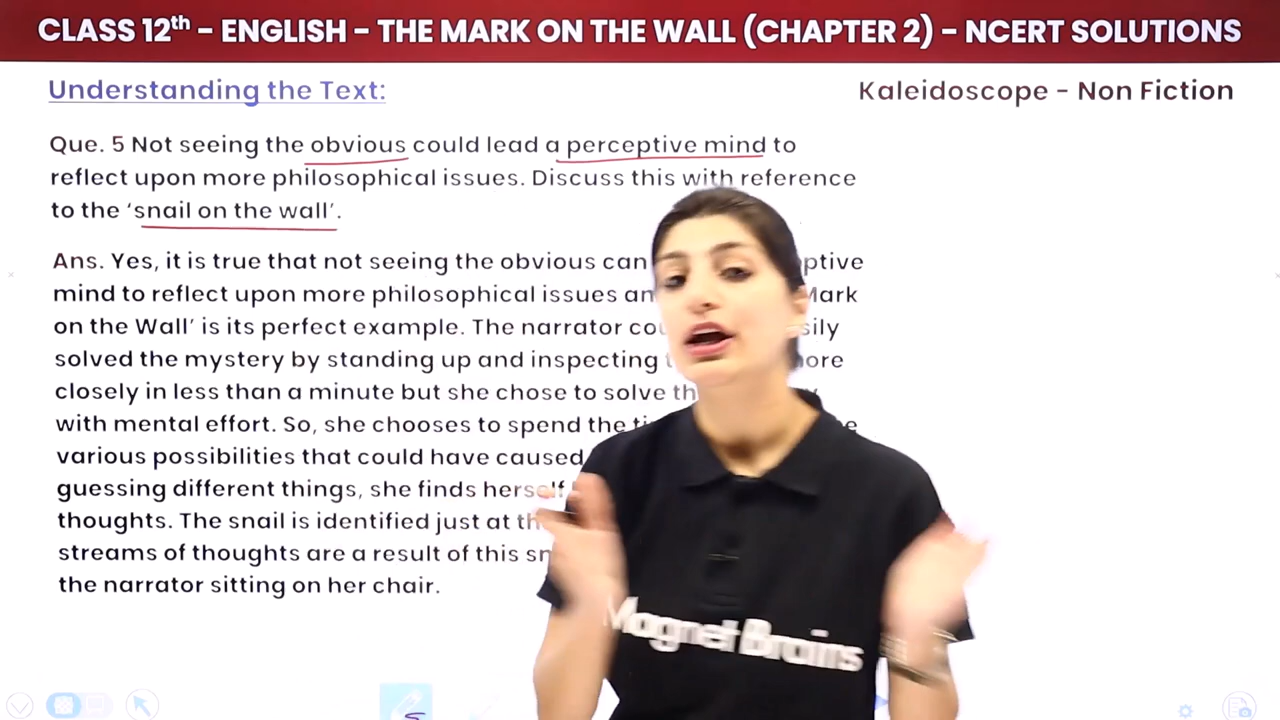 CLASS 12th – ENGLISH – THE MARK ON THE WALL (CHAPTER 2) – NCERT SOLUTIONS
Understanding the Text:
Kaleidoscope – Non Fiction
Que. 5 Not seeing the obvious could lead a perceptive mind to
reflect upon more philosophical issues. Discuss this with reference
to the ‘snail on the wall’.
Ans. Yes, it is true that not seeing the obvious can
mind to reflect upon more philosophical issues Mark
on the Wall’ is its perfect example. The narrator
solved the mystery by standing up and inspecting
closely in less than a minute but she chose to solve
with mental effort. So, she chooses to spend the
various possibilities that could have caused
guessing different things, she finds herself
thoughts. The snail is identified just at
streams of thoughts are a result of this
the narrator sitting on her chair.
Magnet Brains